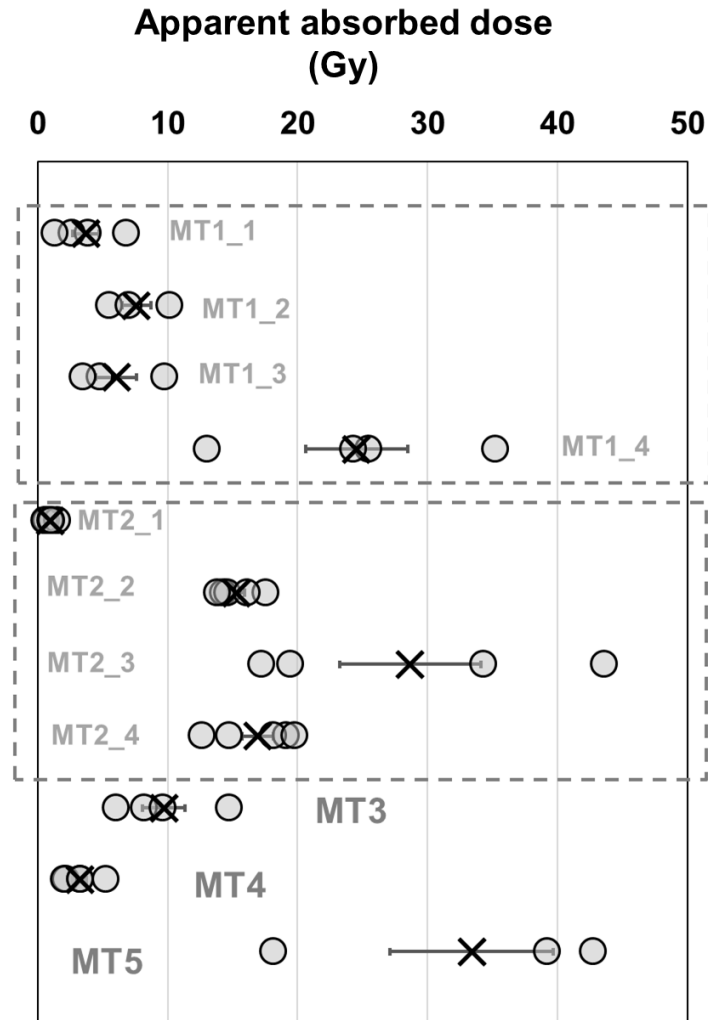 Apparent absorbed dose
(Gy)
0 10 20 30 40 50
MT1_1
MT1_2
MT1_3
MT1_4
MT2_1
MT2_2
MT2_3
MT2_4
MT3
MT4
MT5